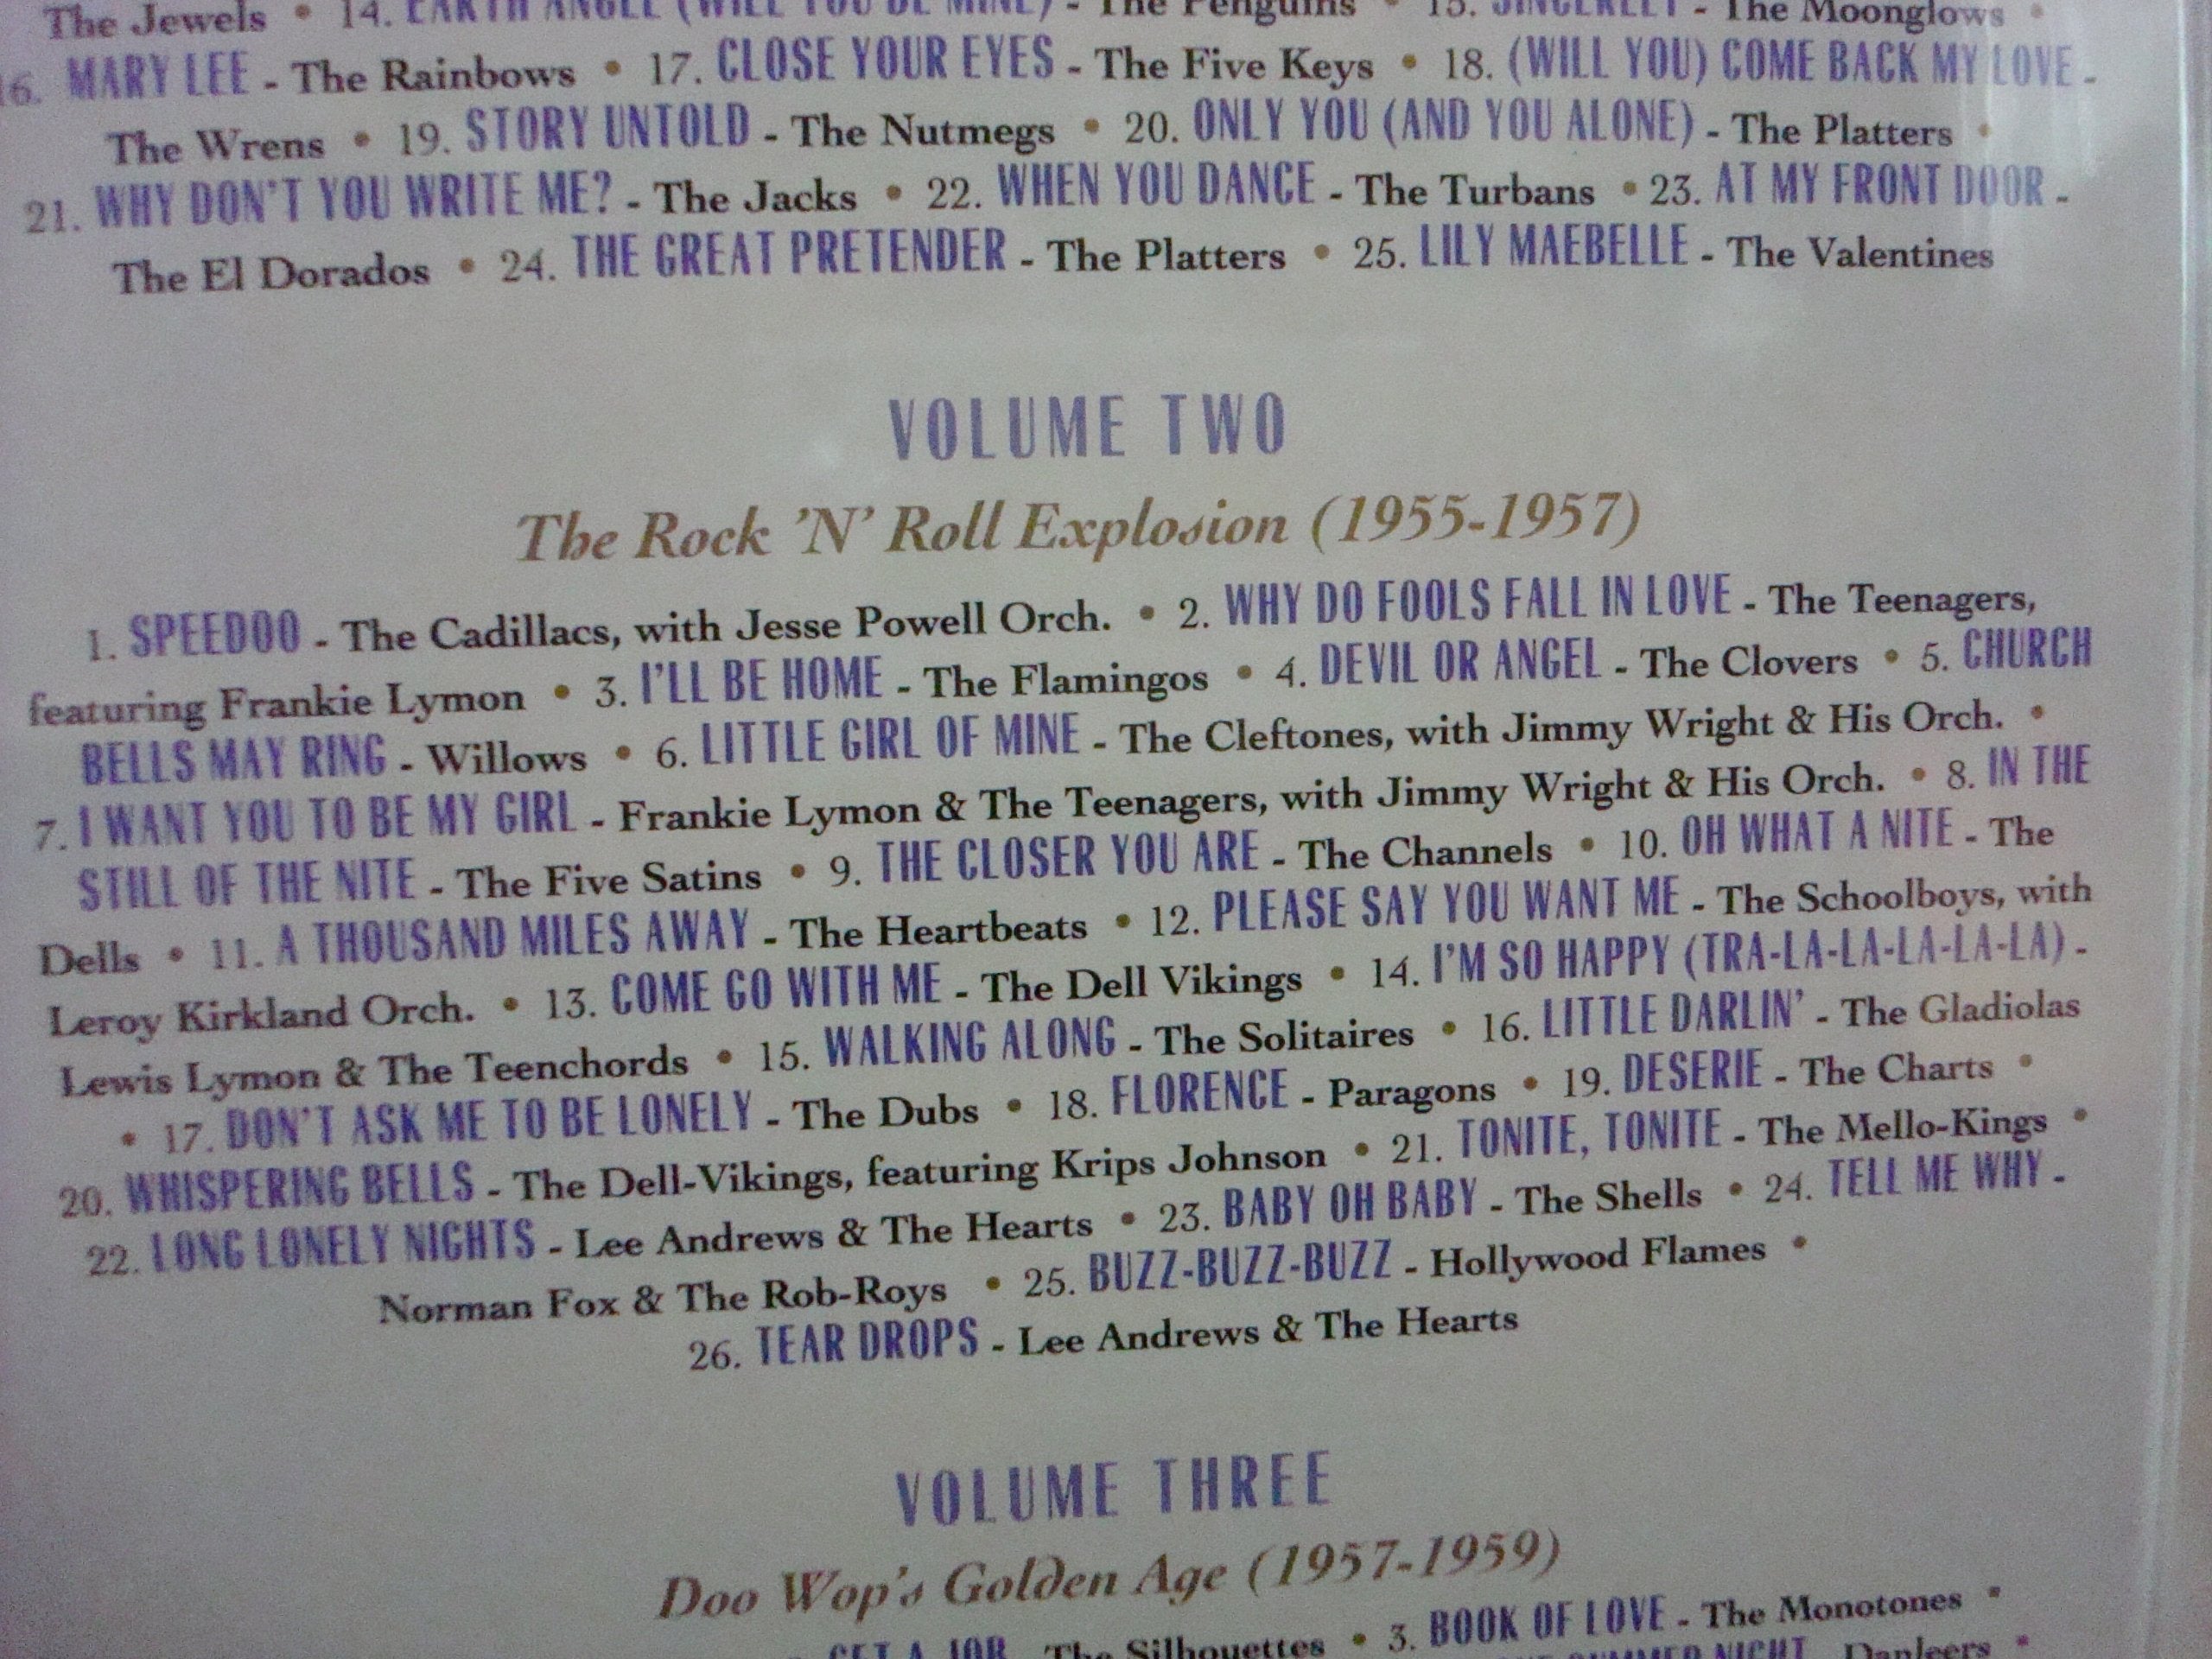 The Jewels • 14. EARTH ANGEL (WILL YOU BE MINE) - The Penguins • 15. SINCERELY - The Moonglows •
16. MARY LEE - The Rainbows • 17. CLOSE YOUR EYES - The Five Keys • 18. (WILL YOU) COME BACK MY LOVE -
The Wrens • 19. STORY UNTOLD - The Nutmegs • 20. ONLY YOU (AND YOU ALONE) - The Platters •
21. WHY DON'T YOU WRITE ME? - The Jacks • 22. WHEN YOU DANCE - The Turbans • 23. AT MY FRONT DOOR -
The El Dorados • 24. THE GREAT PRETENDER - The Platters • 25. LILY MAEBELLE - The Valentines
VOLUME TWO
The Rock 'N' Roll Explosion (1955-1957)
1. SPEEDOO - The Cadillacs, with Jesse Powell Orch. • 2. WHY DO FOOLS FALL IN LOVE - The Teenagers,
featuring Frankie Lymon • 3. I'LL BE HOME - The Flamingos • 4. DEVIL OR ANGEL - The Clovers • 5. CHURCH
BELLS MAY RING - Willows • 6. LITTLE GIRL OF MINE - The Cleftones, with Jimmy Wright & His Orch. •
7. I WANT YOU TO BE MY GIRL - Frankie Lymon & The Teenagers, with Jimmy Wright & His Orch. • 8. IN THE
STILL OF THE NITE - The Five Satins • 9. THE CLOSER YOU ARE - The Channels • 10. OH WHAT A NITE - The
Dells • 11. A THOUSAND MILES AWAY - The Heartbeats • 12. PLEASE SAY YOU WANT ME - The Schoolboys, with
Leroy Kirkland Orch. • 13. COME GO WITH ME - The Dell Vikings • 14. I'M SO HAPPY (TRA-LA-LA-LA-LA-LA) -
Lewis Lymon & The Teenchords • 15. WALKING ALONG - The Solitaires • 16. LITTLE DARLIN' - The Gladiolas
• 17. DON'T ASK ME TO BE LONELY - The Dubs • 18. FLORENCE - Paragons • 19. DESERIE - The Charts •
20. WHISPERING BELLS - The Dell-Vikings, featuring Krips Johnson • 21. TONITE, TONITE - The Mello-Kings •
22. LONG LONELY NIGHTS - Lee Andrews & The Hearts • 23. BABY OH BABY - The Shells • 24. TELL ME WHY -
Norman Fox & The Rob-Roys • 25. BUZZ-BUZZ-BUZZ - Hollywood Flames •
26. TEAR DROPS - Lee Andrews & The Hearts
VOLUME THREE
Doo Wop's Golden Age (1957-1959)
GET A JOB - The Silhouettes • 3. BOOK OF LOVE - The Monotones •
SUMMER NIGHT - Danleers •